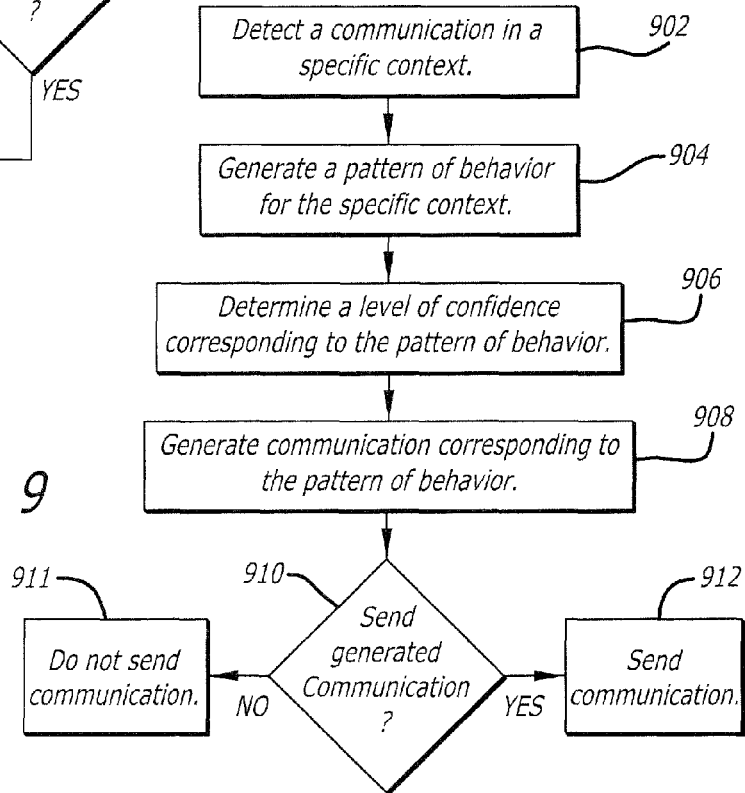 ?
YES
Detect a communication in a
specific context.
902
Generate a pattern of behavior
for the specific context.
904
Determine a level of confidence
corresponding to the pattern of behavior.
906
Generate communication corresponding to
the pattern of behavior.
908
9
911
910
912
Do not send
communication.
NO
Send
generated
Communication
?
YES
Send
communication.